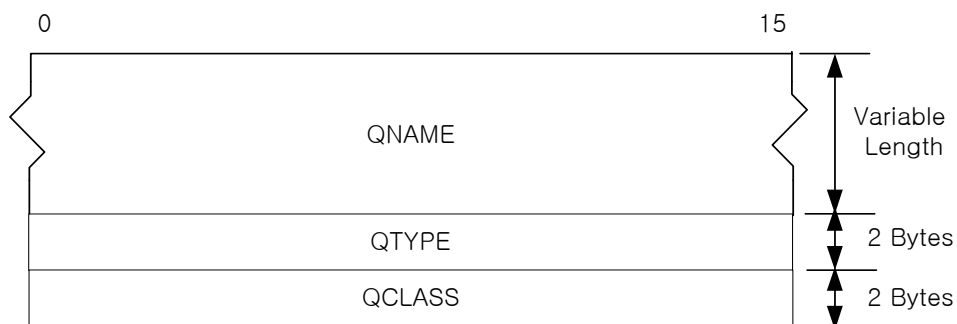 0 15
QNAME
Variable
Length
QTYPE
2 Bytes
QCLASS
2 Bytes